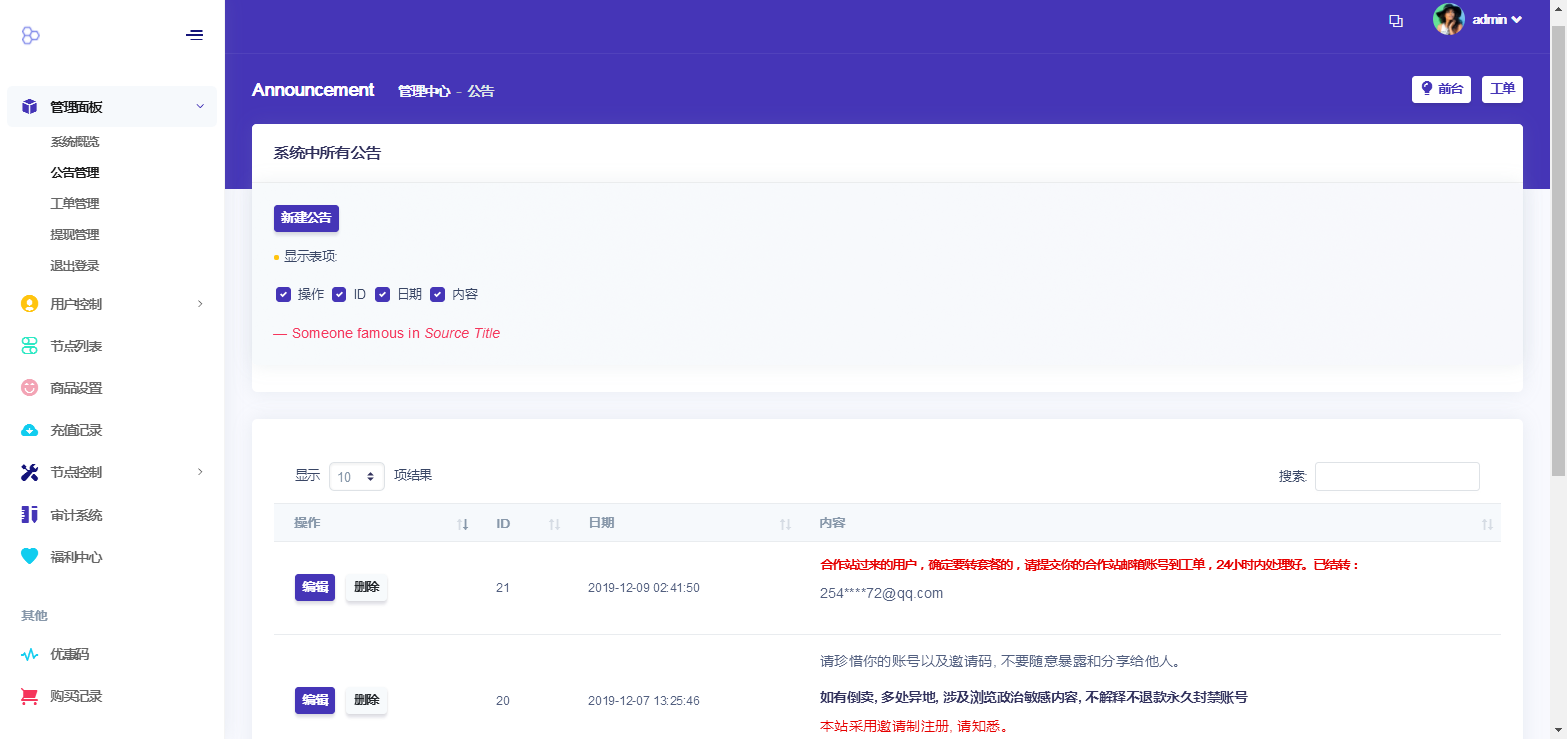 admin
Announcement 管理中心 - 公告
前台 工单
管理面板
系统概览
公告管理
工单管理
提现管理
退出登录
用户控制
节点列表
商品设置
充值记录
节点控制
审计系统
福利中心
其他
优惠码
购买记录
系统中所有公告
新建公告
显示表项:
操作 ID 日期 内容
— Someone famous in Source Title
显示 10 项结果 搜索:
操作 ID 日期 内容
合作站过来的用户，确定要转套餐的，请提交你的合作站邮箱账号到工单，24小时内处理好。已结转：
编辑 删除 21 2019-12-09 02:41:50 254****72@qq.com
请珍惜你的账号以及邀请码, 不要随意暴露和分享给他人。
编辑 删除 20 2019-12-07 13:25:46 如有倒卖, 多处异地, 涉及浏览政治敏感内容, 不解释不退款永久封禁账号
本站采用邀请制注册, 请知悉。